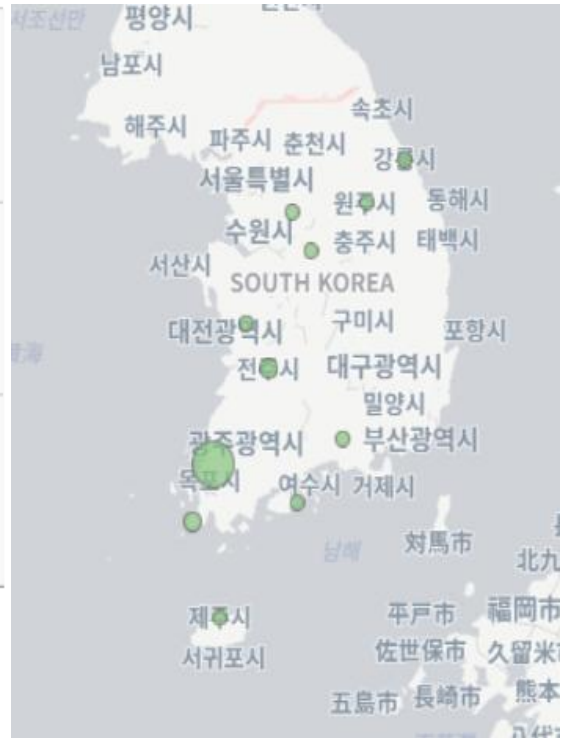 서조선만
평양시
남포시
속초시
해주시
파주시
춘천시
강릉시
서울특별시
원주시
동해시
수원시
충주시
태백시
서산시
SOUTH KOREA
대전광역시
구미시
포항시
전주시
대구광역시
밀양시
광주광역시
부산광역시
목포시
여수시
거제시
남해
対馬市
北九
제주시
平戸市
福岡市
서귀포시
佐世保市
久留米
五島市
長崎市
熊本